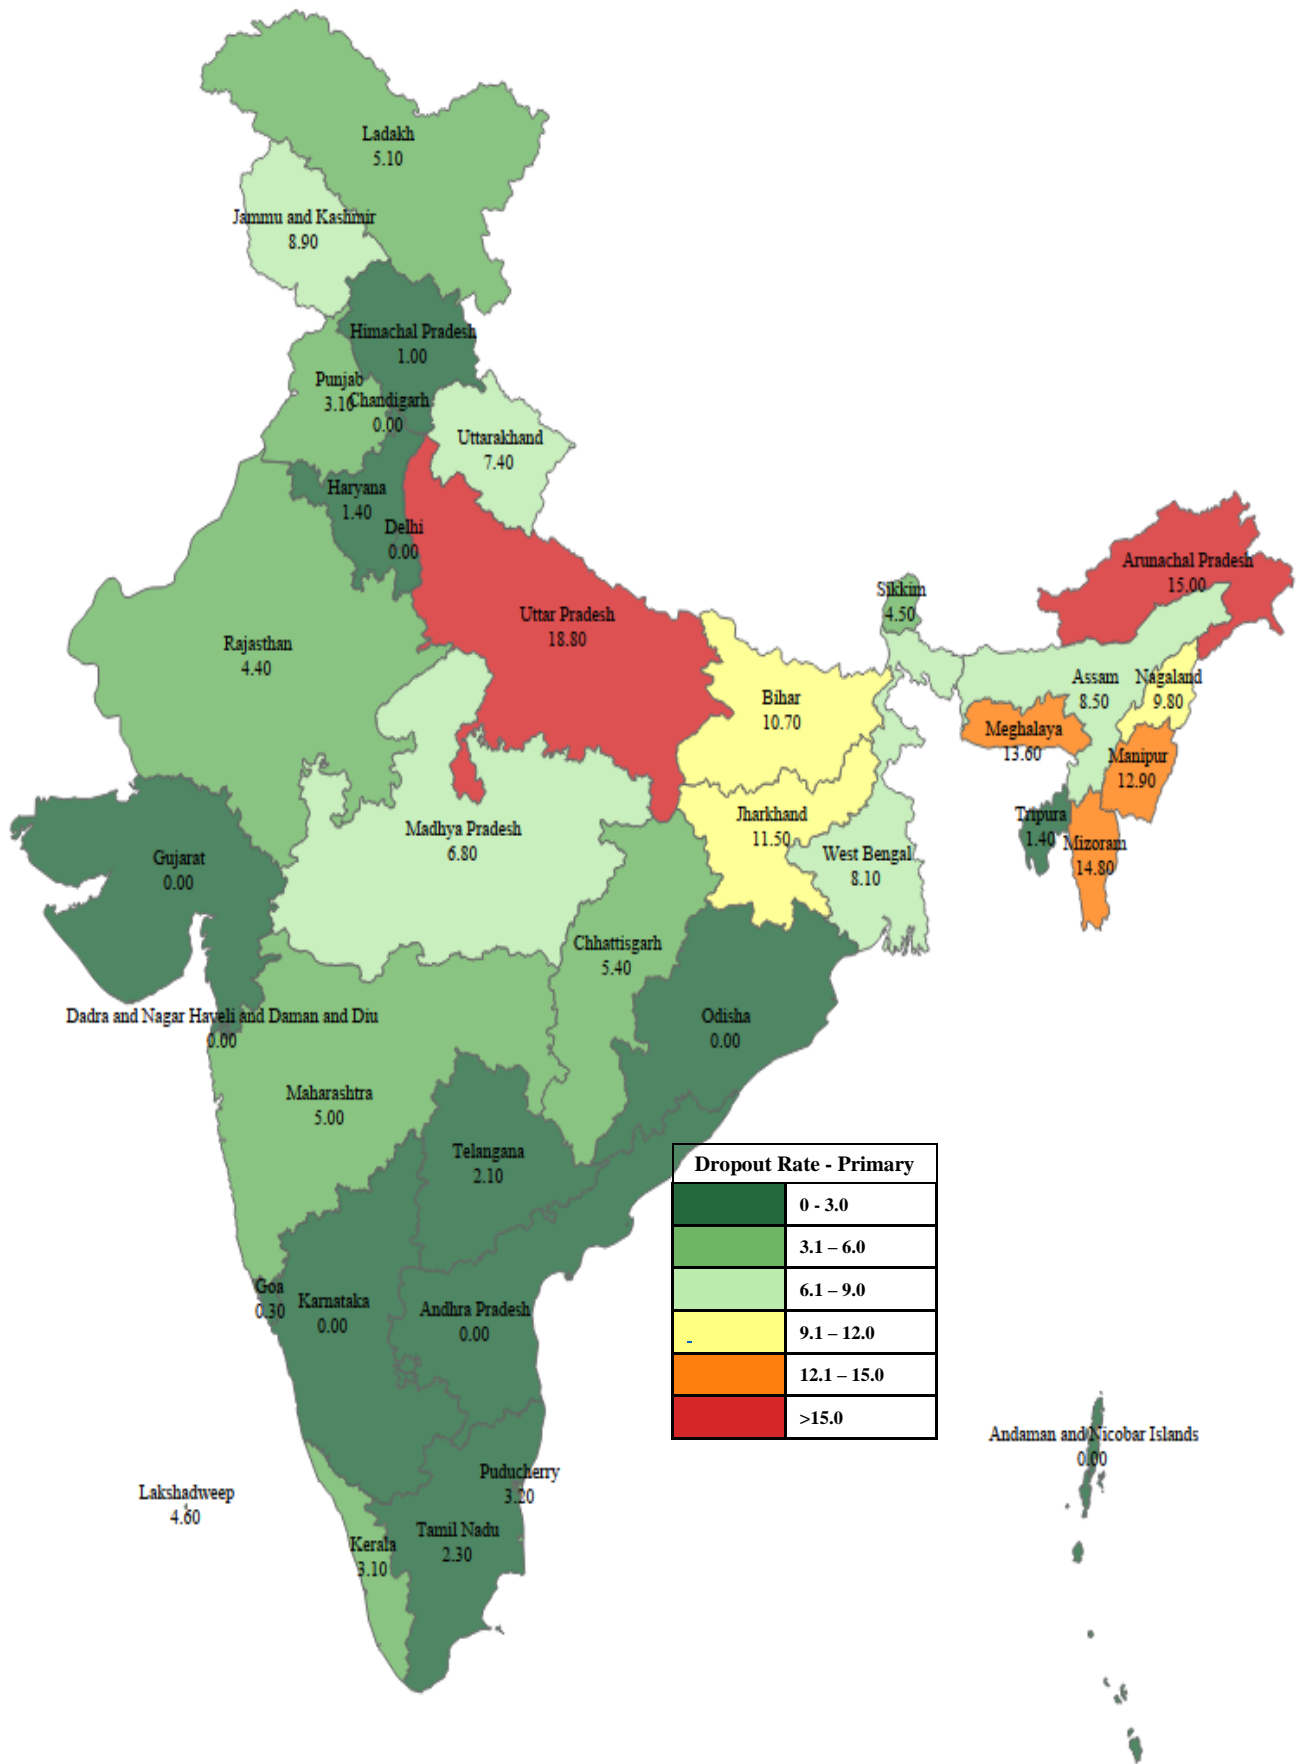 Ladakh
5.10
Jammu and Kashmir
8.90
Himachal Pradesh
1.00
Punjab
3.10
Chandigarh
0.00
Uttarakhand
7.40
Haryana
1.40
Delhi
0.00
Arunachal Pradesh
15.00
Sikkim
4.50
Uttar Pradesh
18.80
Rajasthan
4.40
Assam
8.50
Nagaland
9.80
Bihar
10.70
Meghalaya
13.60
Manipur
12.90
Jharkhand
11.50
Tripura
1.40
Mizoram
14.80
Madhya Pradesh
6.80
West Bengal
8.10
Gujarat
0.00
Chhattisgarh
5.40
Dadra and Nagar Haveli and Daman and Diu
0.00
Odisha
0.00
Maharashtra
5.00
Telangana
2.10
Dropout Rate - Primary
0 - 3.0
3.1 – 6.0
6.1 – 9.0
- 9.1 – 12.0
12.1 – 15.0
>15.0
Goa
0.30
Karnataka
0.00
Andhra Pradesh
0.00
Andaman and Nicobar Islands
0.00
Puducherry
3.20
Lakshadweep
4.60
Tamil Nadu
2.30
Kerala
3.10